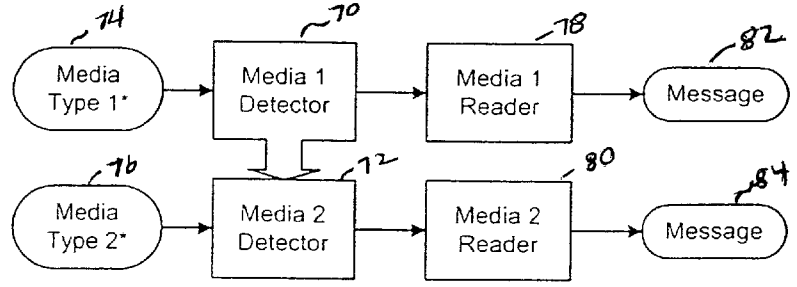 74
70
78
82
Media
Type 1*
Media 1
Detector
Media 1
Reader
Message
76
72
80
84
Media
Type 2*
Media 2
Detector
Media 2
Reader
Message